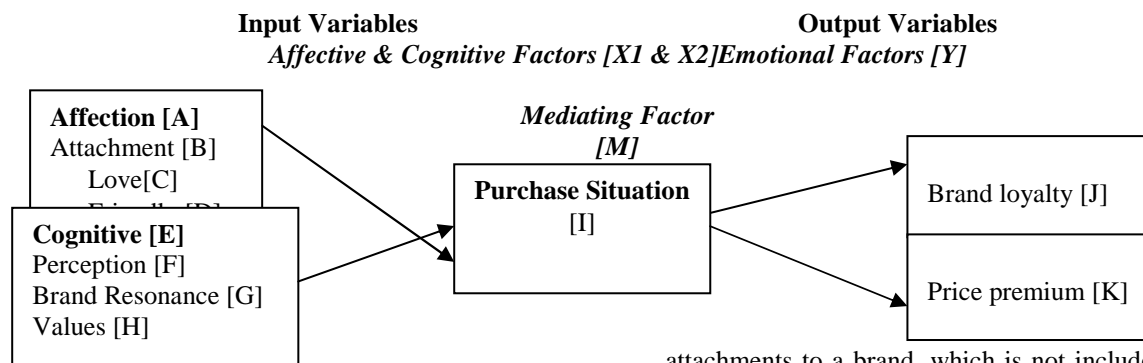 Input Variables Output Variables
Affective & Cognitive Factors [X1 & X2]Emotional Factors [Y]
Mediating Factor
[M]
Affection [A]
Attachment [B]
Love[C]
Cognitive [E]
Perception [F]
Brand Resonance [G]
Values [H]
Purchase Situation
[I]
Brand loyalty [J]
Price premium [K]
attachments to a brand, which is not include